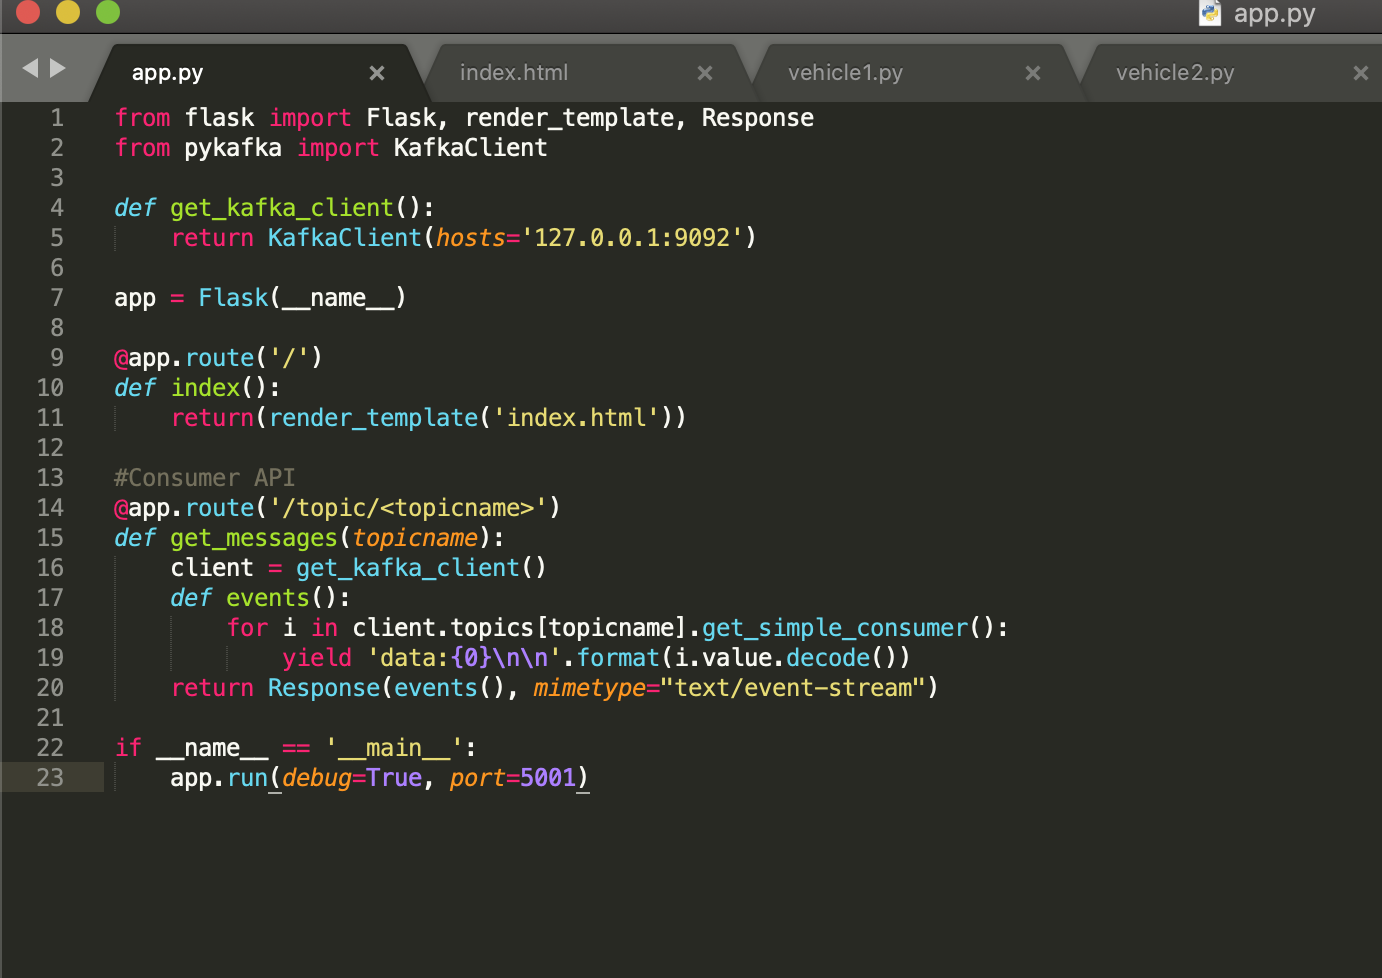 app.py
app.py × index.html × vehicle1.py × vehicle2.py ×
1 from flask import Flask, render_template, Response
2 from pykafka import KafkaClient
3
4 def get_kafka_client():
5     return KafkaClient(hosts='127.0.0.1:9092')
6
7 app = Flask(__name__)
8
9 @app.route('/')
10 def index():
11     return(render_template('index.html'))
12
13 #Consumer API
14 @app.route('/topic/<topicname>')
15 def get_messages(topicname):
16     client = get_kafka_client()
17     def events():
18         for i in client.topics[topicname].get_simple_consumer():
19             yield 'data:{0}\n\n'.format(i.value.decode())
20     return Response(events(), mimetype="text/event-stream")
21
22 if __name__ == '__main__':
23     app.run(debug=True, port=5001)